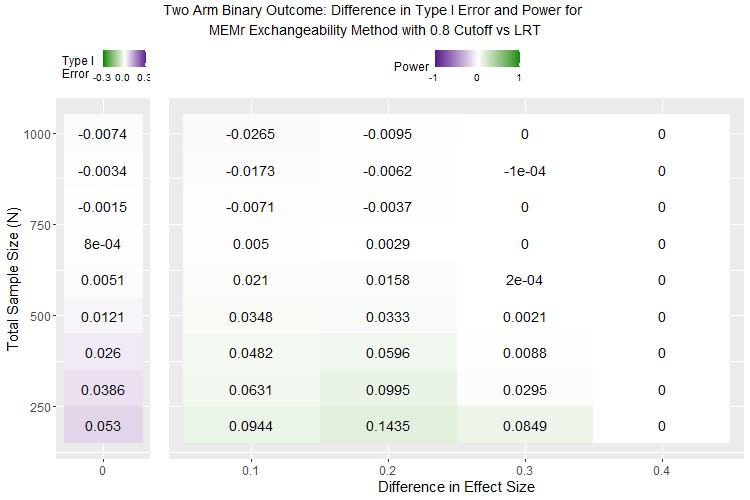 Two Arm Binary Outcome: Difference in Type I Error and Power for
MEMr Exchangeability Method with 0.8 Cutoff vs LRT
Type I
Error
-0.3 0.0 0.3
Power
-1 0 1
Total Sample Size (N)
1000 -0.0074 -0.0265 -0.0095 0 0
-0.0034 -0.0173 -0.0062 -1e-04 0
-0.0015 -0.0071 -0.0037 0 0
750
8e-04 0.005 0.0029 0 0
0.0051 0.021 0.0158 2e-04 0
500 0.0121 0.0348 0.0333 0.0021 0
0.026 0.0482 0.0596 0.0088 0
0.0386 0.0631 0.0995 0.0295 0
250
0.053 0.0944 0.1435 0.0849 0
0 0.1 0.2 0.3 0.4
Difference in Effect Size